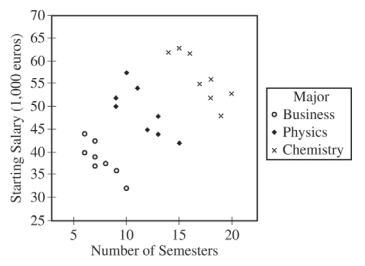 70
65
60
55
50
45
40
35
30
25
Starting Salary (1,000 euros)
5 10 15 20
Number of Semesters
Major
Business
Physics
Chemistry